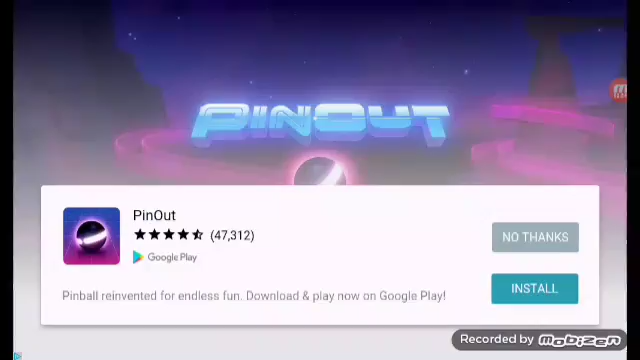 PINOUT
PinOut
(47,312)
NO THANKS
Google Play
INSTALL
Pinball reinvented for endless fun. Download & play now on Google Play!
Recorded by Mobizen